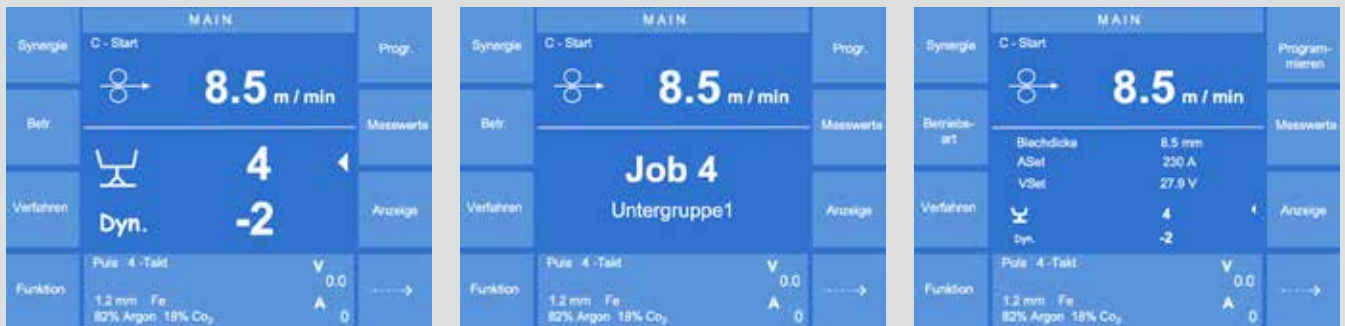 MAIN
Synergie
C - Start
Progr.
8.5 m / min
Betr.
Messwerte
4
Verfahren
Anzeige
Dyn. -2
Puls 4 -Takt
V
0.0
Funktion
1.2 mm Fe
A
82% Argon 18% Co₂
0
MAIN
Synergie
C - Start
Progr.
8.5 m / min
Betr.
Messwerte
Job 4
Verfahren
Untergruppe1
Anzeige
Puls 4 -Takt
V
0.0
Funktion
1.2 mm Fe
A
82% Argon 18% Co₂
0
MAIN
Synergie
C - Start
Program-
mieren
8.5 m / min
Betriebs-
art
Messwerte
Blechdicke 8.5 mm
ASet 230 A
VSet 27.9 V
Verfahren
4
Anzeige
Dyn. -2
Puls 4 -Takt
V
0.0
Funktion
1.2 mm Fe
A
82% Argon 18% Co₂
0